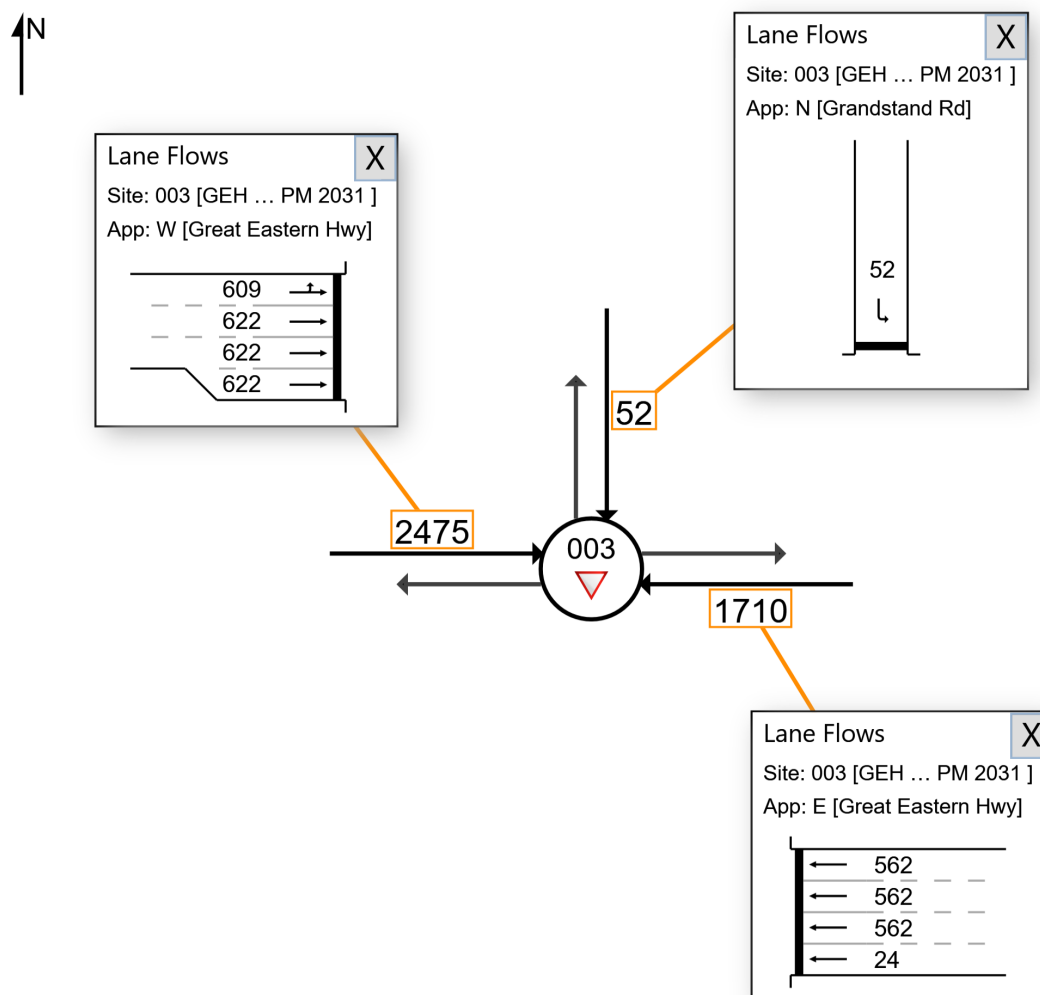 N
Lane Flows X
Site: 003 [GEH ... PM 2031 ]
App: N [Grandstand Rd]
52
Lane Flows X
Site: 003 [GEH ... PM 2031 ]
App: W [Great Eastern Hwy]
609
622
622
622
52
2475
003
1710
Lane Flows X
Site: 003 [GEH ... PM 2031 ]
App: E [Great Eastern Hwy]
562
562
562
24